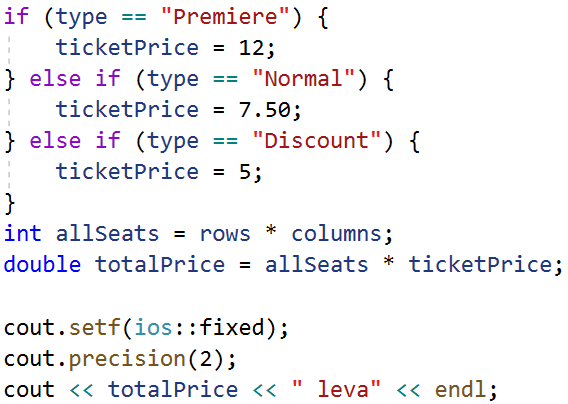 if (type == "Premiere") {
    ticketPrice = 12;
} else if (type == "Normal") {
    ticketPrice = 7.50;
} else if (type == "Discount") {
    ticketPrice = 5;
}
int allSeats = rows * columns;
double totalPrice = allSeats * ticketPrice;

cout.setf(ios::fixed);
cout.precision(2);
cout << totalPrice << " leva" << endl;